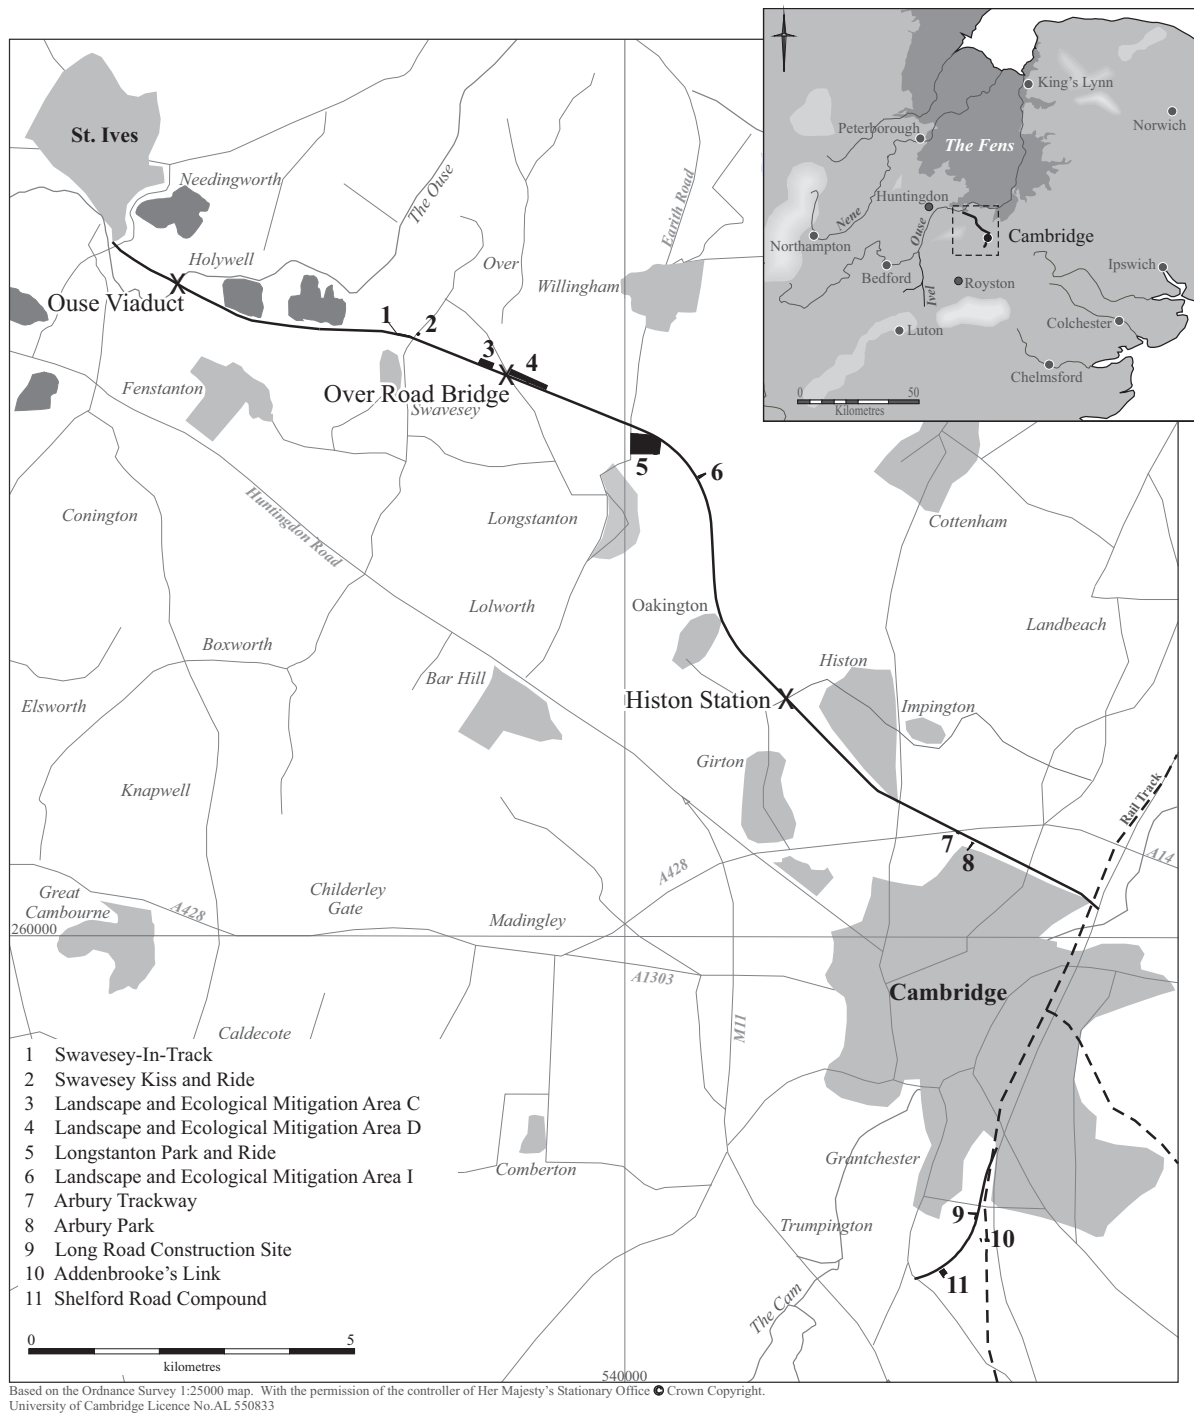 King's Lynn
Norwich
Peterborough
The Fens
Huntingdon
Nene
Ouse
Northampton
Cambridge
Bedford
Ipswich
Ivel
Royston
Luton
Colchester
Chelmsford
0 50
Kilometres
St. Ives
Needingworth
The Ouse
Earith Road
Holywell
Over
Willingham
Ouse Viaduct
1
2
3
4
Fenstanton
Over Road Bridge
Swavesey
5
6
Conington
Huntingdon Road
Longstanton
Cottenham
Lolworth
Oakington
Landbeach
Boxworth
Bar Hill
Histon
Elsworth
Histon Station
Impington
Girton
Knapwell
Rail Track
7
8
A14
A428
Great
Cambourne
A428
Childerley
Gate
Madingley
260000
A1303
Cambridge
M11
Caldecote
1 Swavesey-In-Track
2 Swavesey Kiss and Ride
3 Landscape and Ecological Mitigation Area C
4 Landscape and Ecological Mitigation Area D
5 Longstanton Park and Ride
6 Landscape and Ecological Mitigation Area I
7 Arbury Trackway
8 Arbury Park
9 Long Road Construction Site
10 Addenbrooke's Link
11 Shelford Road Compound
Comberton
Grantchester
Trumpington
9
10
11
The Cam
0 5
kilometres
540000
Based on the Ordnance Survey 1:25000 map. With the permission of the controller of Her Majesty's Stationary Office © Crown Copyright.
University of Cambridge Licence No.AL 550833